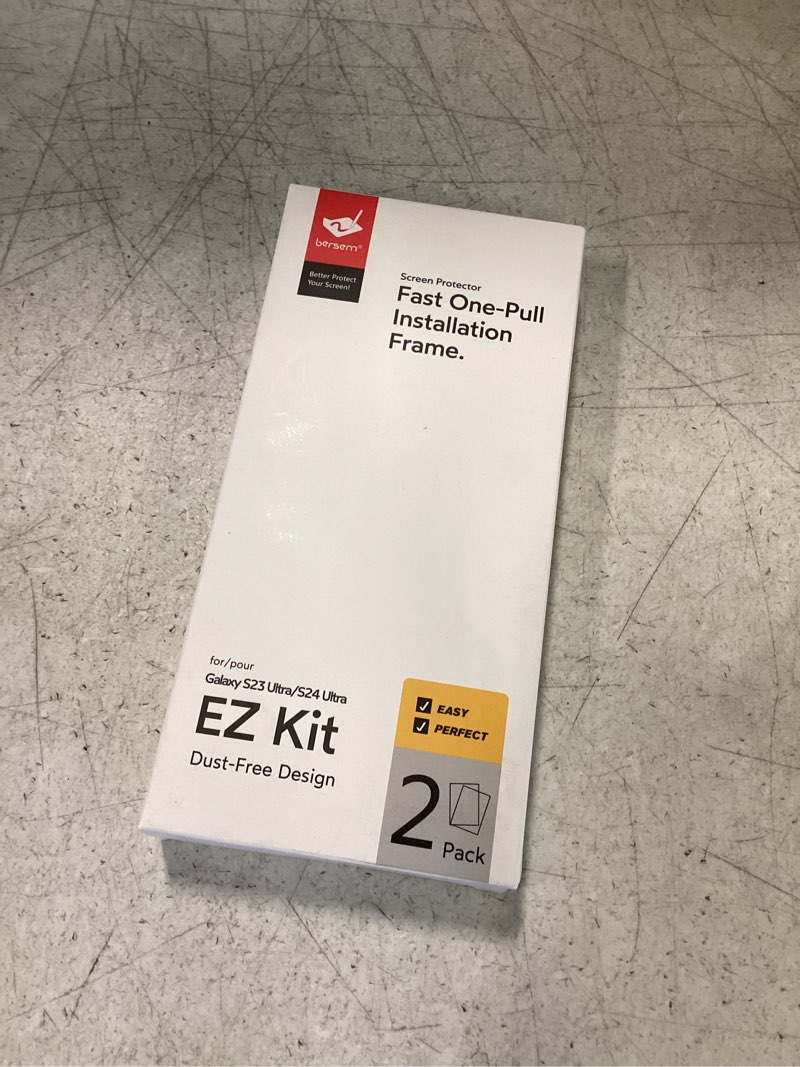 bersem®
Better Protect
Your Screen!
Screen Protector
Fast One-Pull
Installation
Frame.
for/pour
Galaxy S23 Ultra/S24 Ultra
EZ Kit
Dust-Free Design
EASY
PERFECT
2
Pack